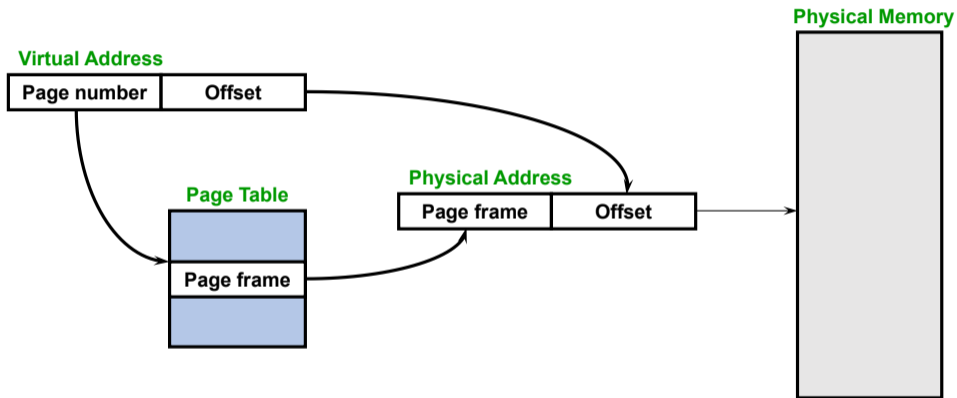 Physical Memory
Virtual Address
Page number Offset
Physical Address
Page frame Offset
Page Table
Page frame